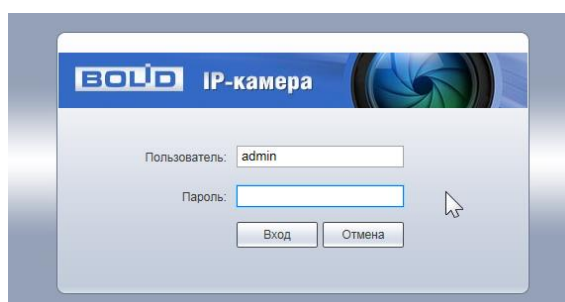 BOLID IP-камера
Пользователь: admin
Пароль:
Вход Отмена